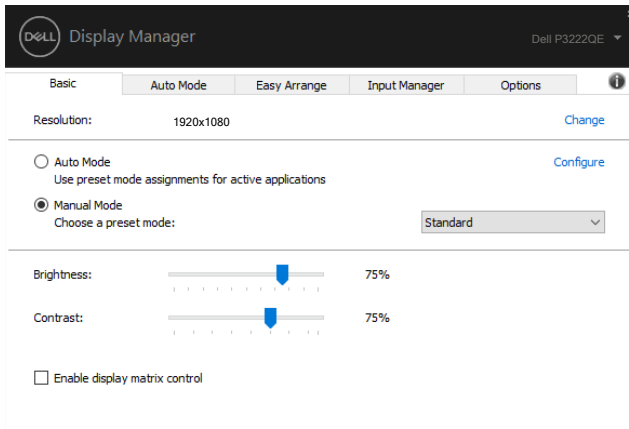 DELL Display Manager
Dell P3222QE
Basic Auto Mode Easy Arrange Input Manager Options
Resolution: 1920x1080 Change
Auto Mode Configure
Use preset mode assignments for active applications
Manual Mode
Choose a preset mode: Standard
Brightness: 75%
Contrast: 75%
Enable display matrix control